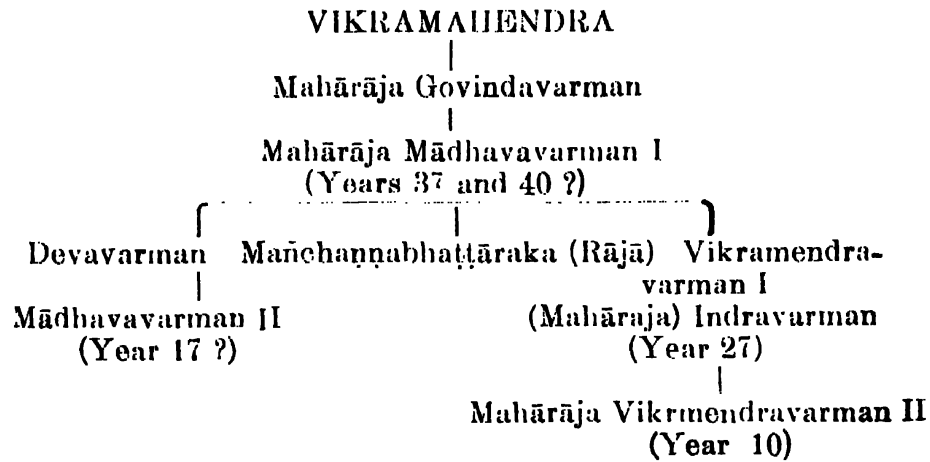 VIKRAMAHENDRA
Mahārāja Govindavarman
Mahārāja Mādhavavarman I
(Years 37 and 40 ?)
Devavarman Mañchaṇṇabhaṭṭāraka (Rājā) Vikramendra-
varman I
Mādhavavarman II (Mahāraja) Indravarman
(Year 17 ?) (Year 27)
Mahārāja Vikrmendravarman II
(Year 10)